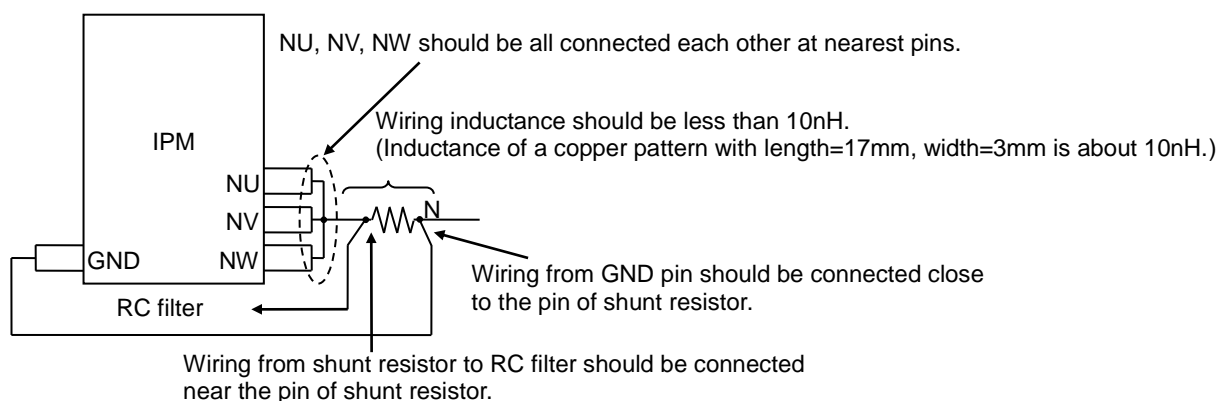 NU, NV, NW should be all connected each other at nearest pins.
Wiring inductance should be less than 10nH.
(Inductance of a copper pattern with length=17mm, width=3mm is about 10nH.)
IPM
NU
N
NV
GND
NW
Wiring from GND pin should be connected close
to the pin of shunt resistor.
RC filter
Wiring from shunt resistor to RC filter should be connected
near the pin of shunt resistor.